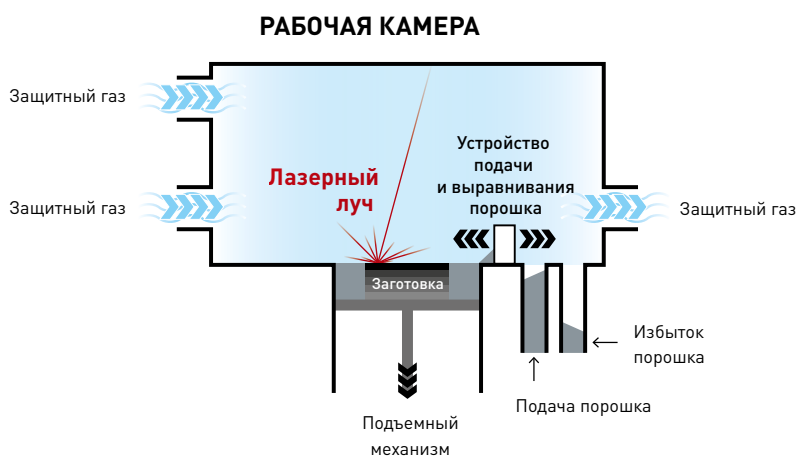 РАБОЧАЯ КАМЕРА
Защитный газ
Устройство
подачи
и выравнивания
порошка
Лазерный
луч
Защитный газ
Защитный газ
Заготовка
Избыток
порошка
Подача порошка
Подъемный
механизм